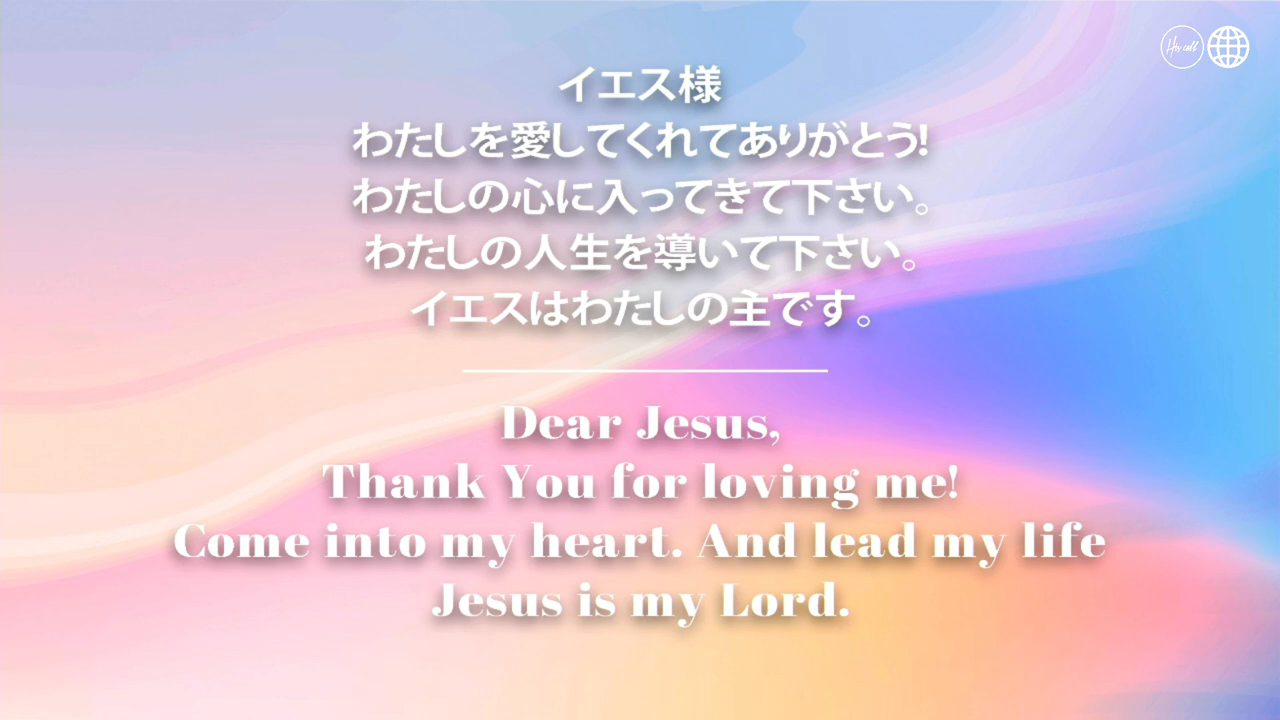 His call
イエス様
わたしを愛してくれてありがとう!
わたしの心に入ってきて下さい。
わたしの人生を導いて下さい。
イエスはわたしの主です。
Dear Jesus,
Thank You for loving me!
Come into my heart. And lead my life
Jesus is my Lord.